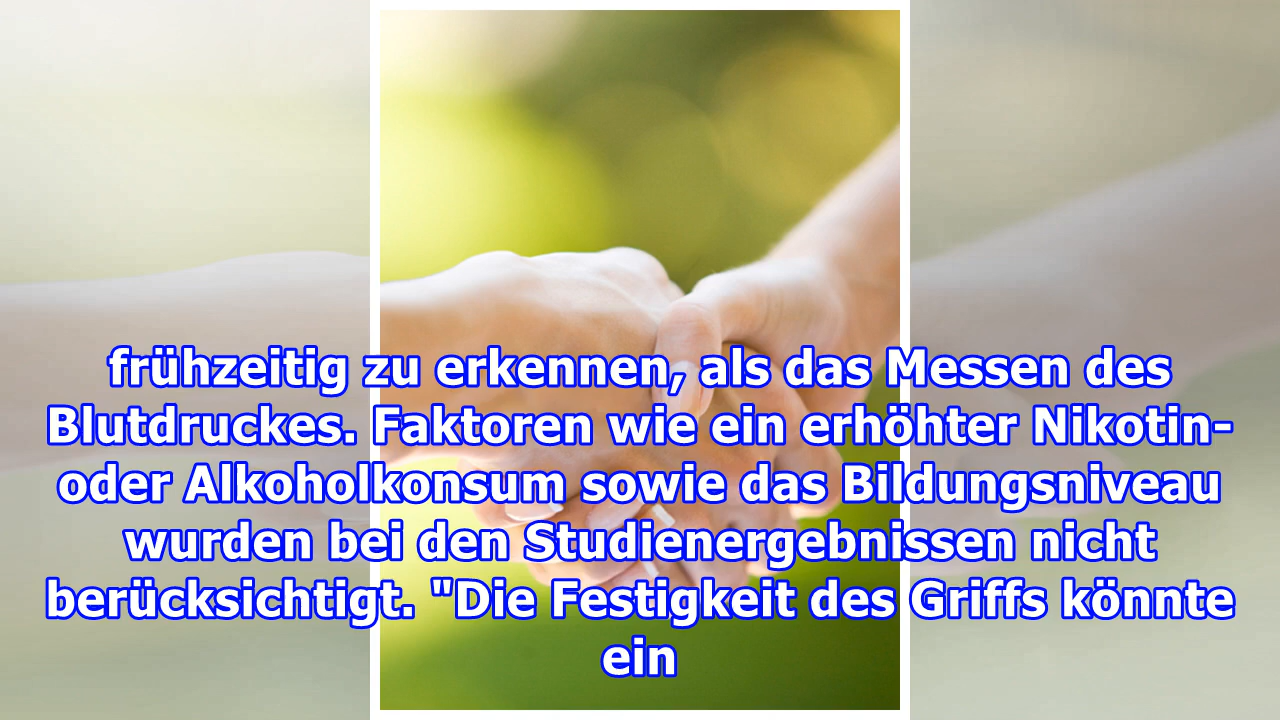 frühzeitig zu erkennen, als das Messen des
Blutdruckes. Faktoren wie ein erhöhter Nikotin-
oder Alkoholkonsum sowie das Bildungsniveau
wurden bei den Studienergebnissen nicht
berücksichtigt. "Die Festigkeit des Griffs könnte
ein